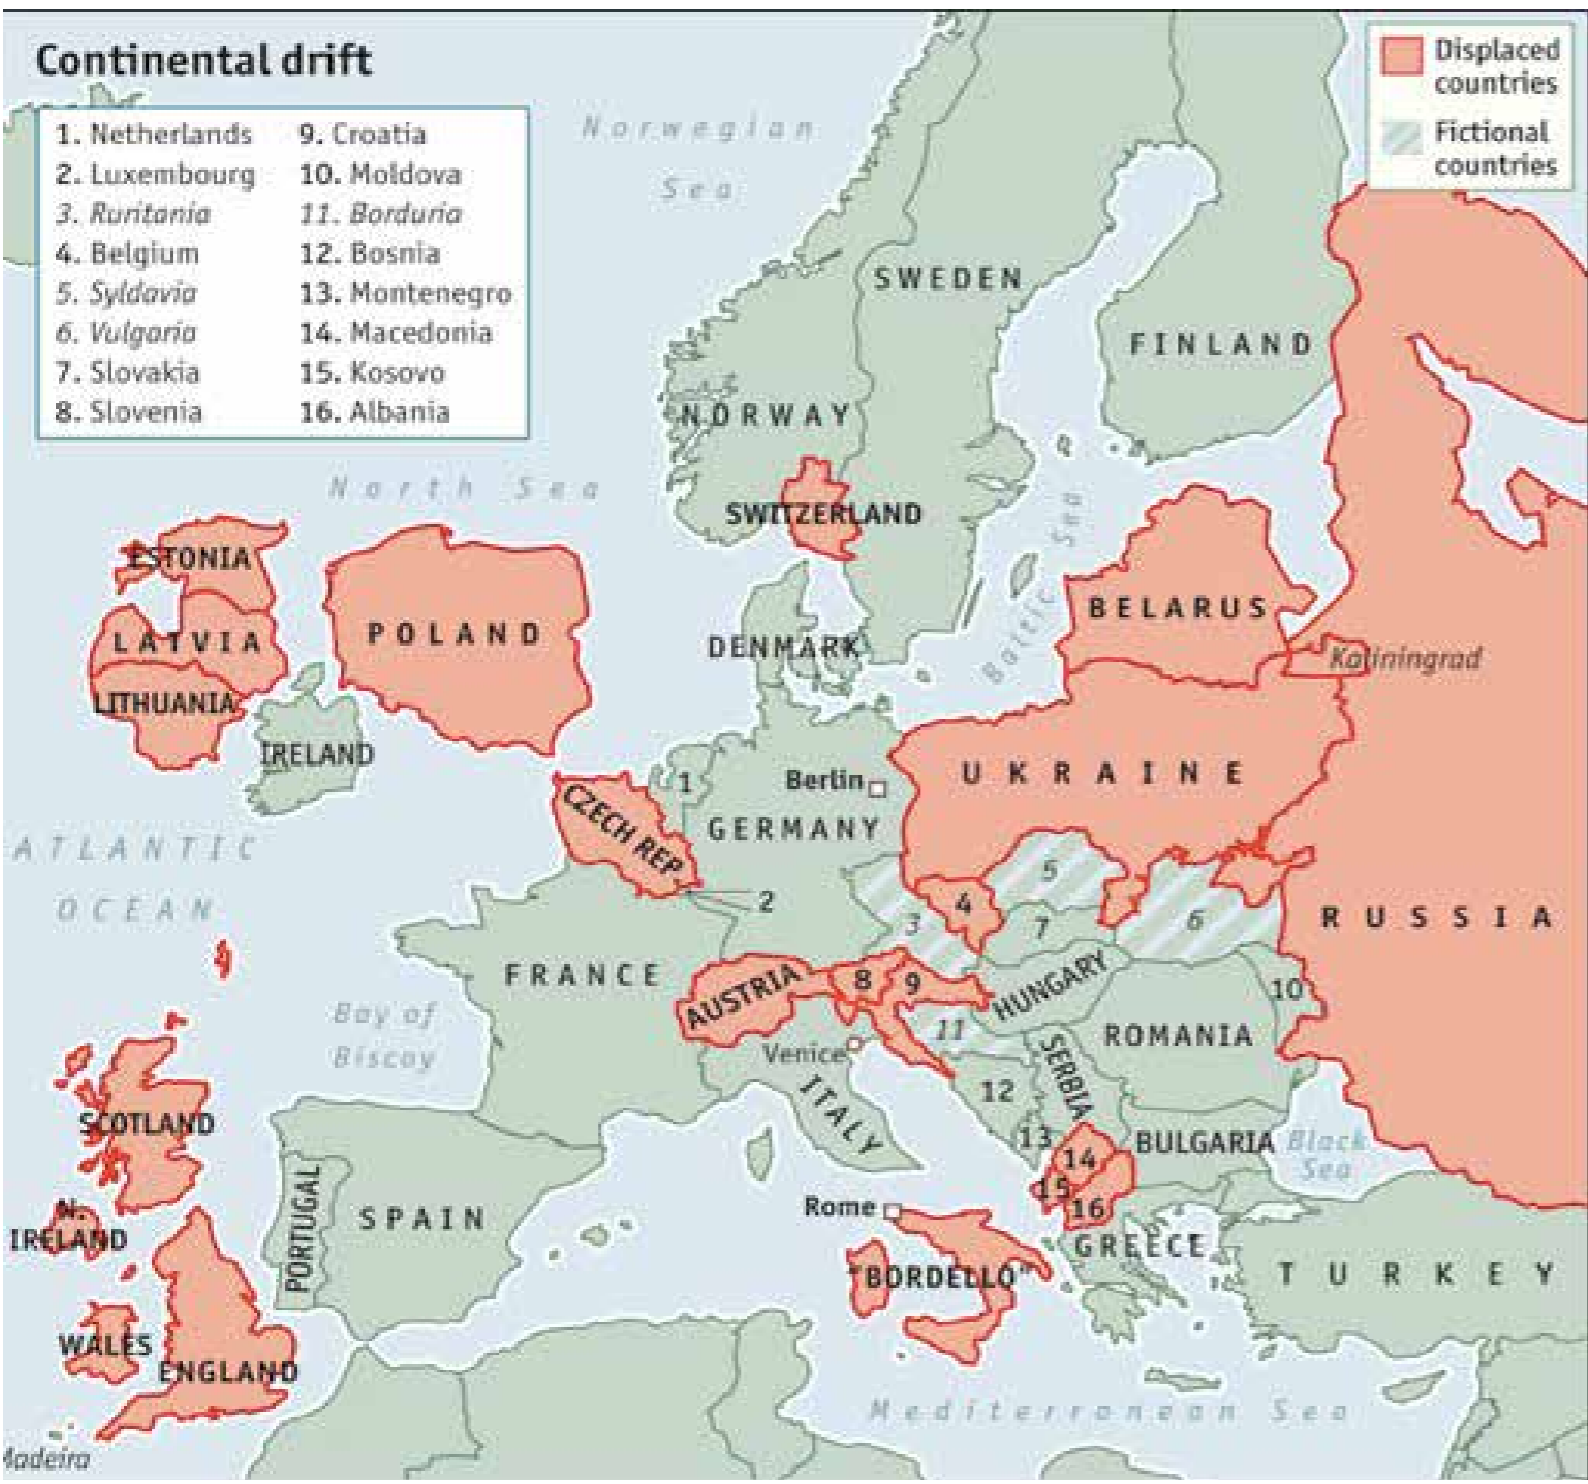 Continental drift
1. Netherlands
2. Luxembourg
3. Ruritania
4. Belgium
5. Syldavia
6. Vulgaria
7. Slovakia
8. Slovenia
9. Croatia
10. Moldova
11. Borduria
12. Bosnia
13. Montenegro
14. Macedonia
15. Kosovo
16. Albania
Displaced
countries
Fictional
countries
Norwegian
Sea
SWEDEN
FINLAND
NORWAY
North Sea
SWITZERLAND
Baltic Sea
ESTONIA
LATVIA
LITHUANIA
POLAND
BELARUS
DENMARK
Kaliningrad
IRELAND
1
Berlin
UKRAINE
CZECH REP.
GERMANY
ATLANTIC
OCEAN
2
3
4
5
6
7
RUSSIA
FRANCE
AUSTRIA
8
9
HUNGARY
10
Bay of
Biscay
Venice
11
ROMANIA
SERBIA
ITALY
12
13
BULGARIA
Black
Sea
SCOTLAND
14
15
16
N.
IRELAND
PORTUGAL
SPAIN
Rome
GREECE
"BORDELLO"
TURKEY
WALES
ENGLAND
Mediterranean Sea
Madeira